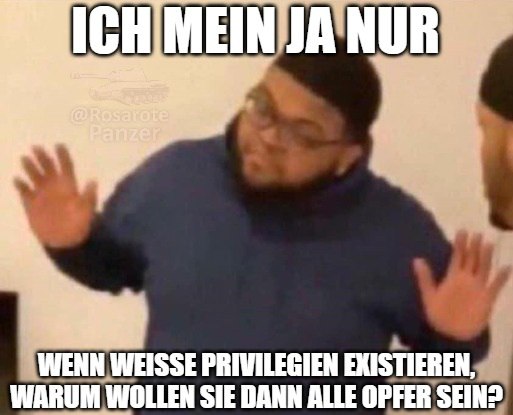 ICH MEIN JA NUR
@Rosarote
Panzer
WENN WEISSE PRIVILEGIEN EXISTIEREN,
WARUM WOLLEN SIE DANN ALLE OPFER SEIN?